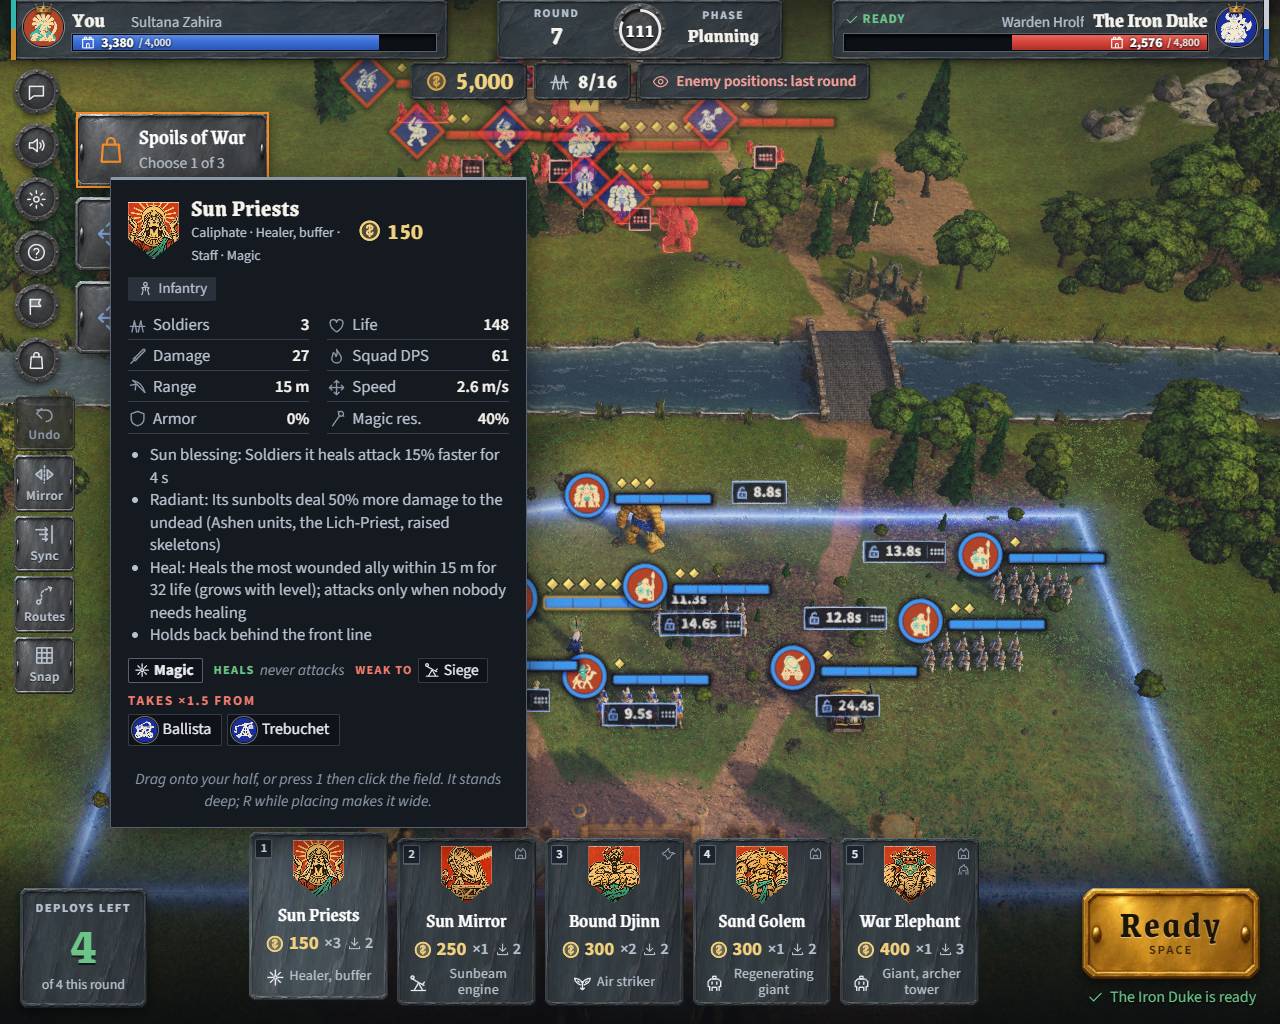 You Sultana Zahira
3,380 / 4,000
ROUND
7
111
PHASE
Planning
READY
Warden Hrolf The Iron Duke
2,576 / 4,800
5,000
8/16
Enemy positions: last round
Spoils of War
Choose 1 of 3
Sun Priests
Caliphate · Healer, buffer ·
Staff · Magic
150
Infantry
Soldiers 3 Life 148
Damage 27 Squad DPS 61
Range 15 m Speed 2.6 m/s
Armor 0% Magic res. 40%
• Sun blessing: Soldiers it heals attack 15% faster for
4 s
• Radiant: Its sunbolts deal 50% more damage to the
undead (Ashen units, the Lich-Priest, raised
skeletons)
• Heal: Heals the most wounded ally within 15 m for
32 life (grows with level); attacks only when nobody
needs healing
• Holds back behind the front line
Magic HEALS never attacks WEAK TO Siege
TAKES ×1.5 FROM
Ballista Trebuchet
Drag onto your half, or press 1 then click the field. It stands
deep; R while placing makes it wide.
Undo
Mirror
Sync
Routes
Snap
8.8s
13.8s
11.3s
14.6s
12.8s
9.5s
24.4s
DEPLOYS LEFT
4
of 4 this round
1
Sun Priests
150 ×3 2
Healer, buffer
2
Sun Mirror
250 ×1 2
Sunbeam
engine
3
Bound Djinn
300 ×2 2
Air striker
4
Sand Golem
300 ×1 2
Regenerating
giant
5
War Elephant
400 ×1 3
Giant, archer
tower
Ready
SPACE
The Iron Duke is ready